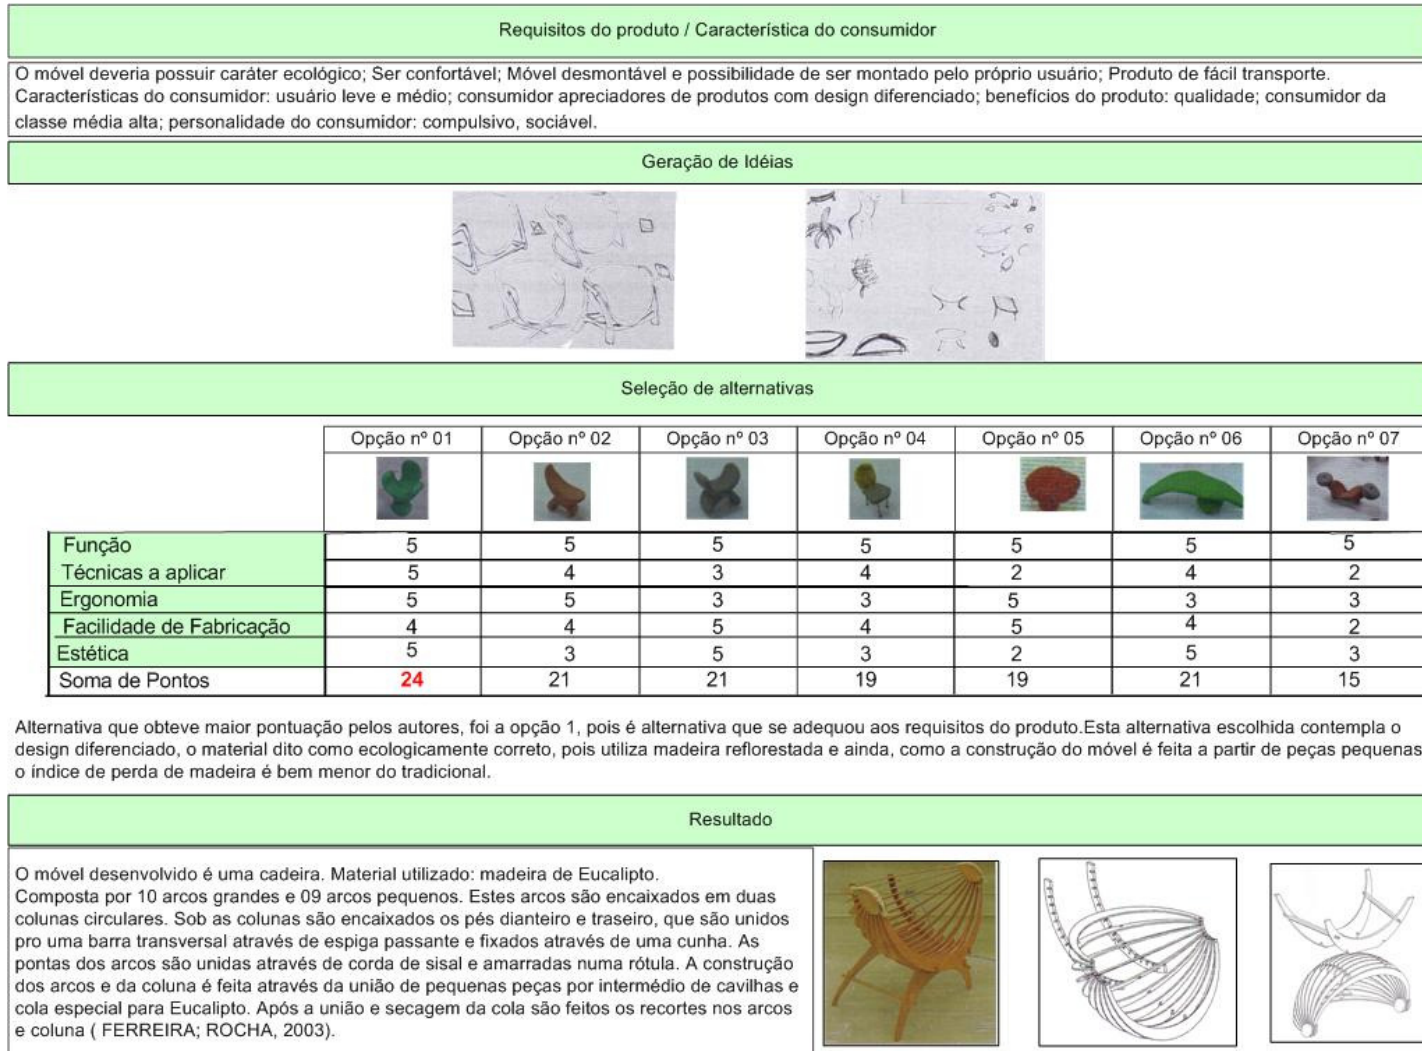 Requisitos do produto / Característica do consumidor
O móvel deveria possuir caráter ecológico; Ser confortável; Móvel desmontável e possibilidade de ser montado pelo próprio usuário; Produto de fácil transporte.
Características do consumidor: usuário leve e médio; consumidor apreciadores de produtos com design diferenciado; benefícios do produto: qualidade; consumidor da
classe média alta; personalidade do consumidor: compulsivo, sociável.
Geração de Idéias
Seleção de alternativas
Opção nº 01 Opção nº 02 Opção nº 03 Opção nº 04 Opção nº 05 Opção nº 06 Opção nº 07
Função 5 5 5 5 5 5 5
Técnicas a aplicar 5 4 3 4 2 4 2
Ergonomia 5 5 3 3 5 3 3
Facilidade de Fabricação 4 4 5 4 5 4 2
Estética 5 3 5 3 2 5 3
Soma de Pontos 24 21 21 19 19 21 15
Alternativa que obteve maior pontuação pelos autores, foi a opção 1, pois é alternativa que se adequou aos requisitos do produto.Esta alternativa escolhida contempla o
design diferenciado, o material dito como ecologicamente correto, pois utiliza madeira reflorestada e ainda, como a construção do móvel é feita a partir de peças pequenas
o índice de perda de madeira é bem menor do tradicional.
Resultado
O móvel desenvolvido é uma cadeira. Material utilizado: madeira de Eucalipto.
Composta por 10 arcos grandes e 09 arcos pequenos. Estes arcos são encaixados em duas
colunas circulares. Sob as colunas são encaixados os pés dianteiro e traseiro, que são unidos
pro uma barra transversal através de espiga passante e fixados através de uma cunha. As
pontas dos arcos são unidas através de corda de sisal e amarradas numa rótula. A construção
dos arcos e da coluna é feita através da união de pequenas peças por intermédio de cavilhas e
cola especial para Eucalipto. Após a união e secagem da cola são feitos os recortes nos arcos
e coluna ( FERREIRA; ROCHA, 2003).